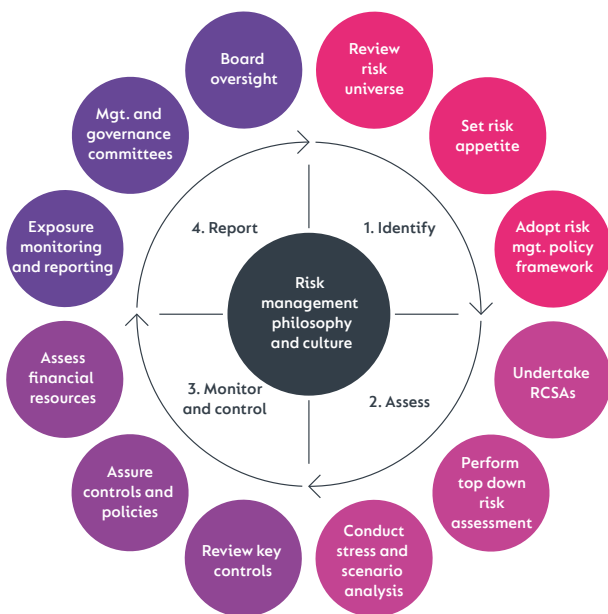 Board
oversight
Review
risk
universe
Set risk
appetite
Adopt risk
mgt. policy
framework
Undertake
RCSAs
Perform
top down
risk
assessment
Conduct
stress and
scenario
analysis
Review key
controls
Assure
controls and
policies
Assess
financial
resources
Exposure
monitoring
and reporting
Mgt. and
governance
committees
1. Identify
2. Assess
3. Monitor
and control
4. Report
Risk
management
philosophy
and culture